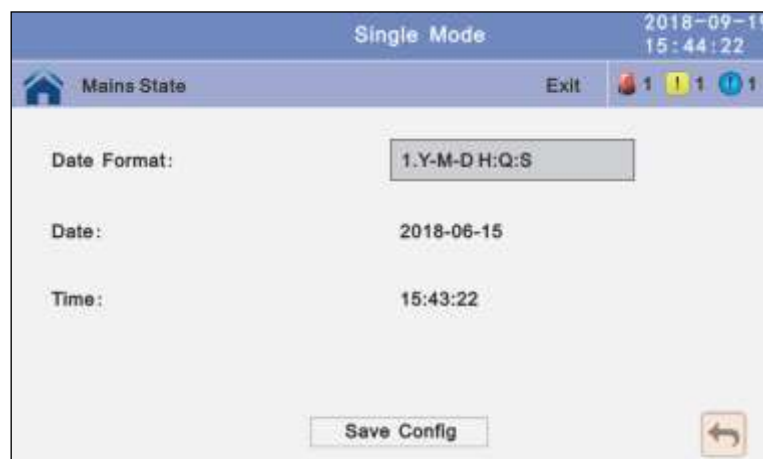 Single Mode
2018-09-19
15:44:22
Mains State
Exit
1
! 1
! 1
Date Format:
1.Y-M-D H:Q:S
Date:
2018-06-15
Time:
15:43:22
Save Config